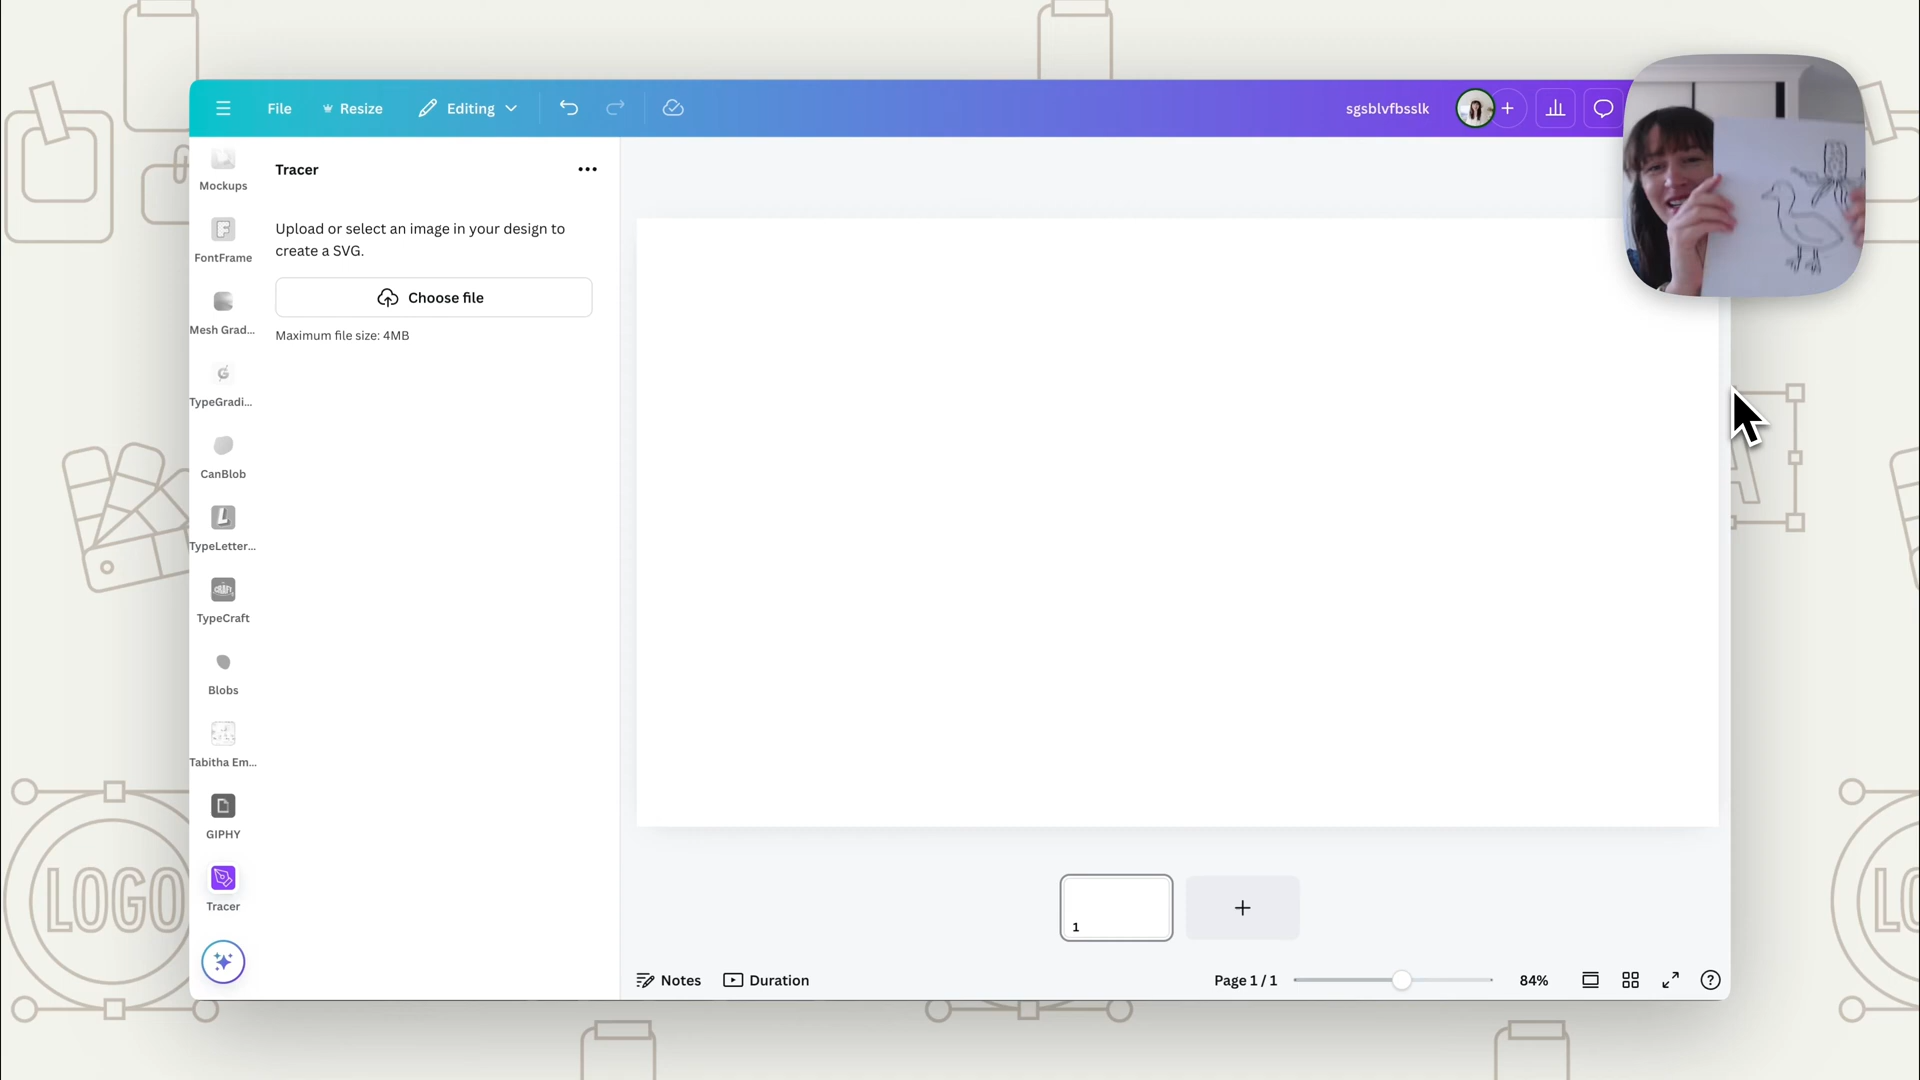 File
Resize
Editing
sgsblvfbsslk
Mockups
FontFrame
Mesh Grad...
TypeGradi...
CanBlob
TypeLetter...
TypeCraft
Blobs
Tabitha Em...
GIPHY
Tracer
Tracer
Upload or select an image in your design to
create a SVG.
Choose file
Maximum file size: 4MB
1
Notes
Duration
Page 1 / 1
84%
LOGO
LO
A